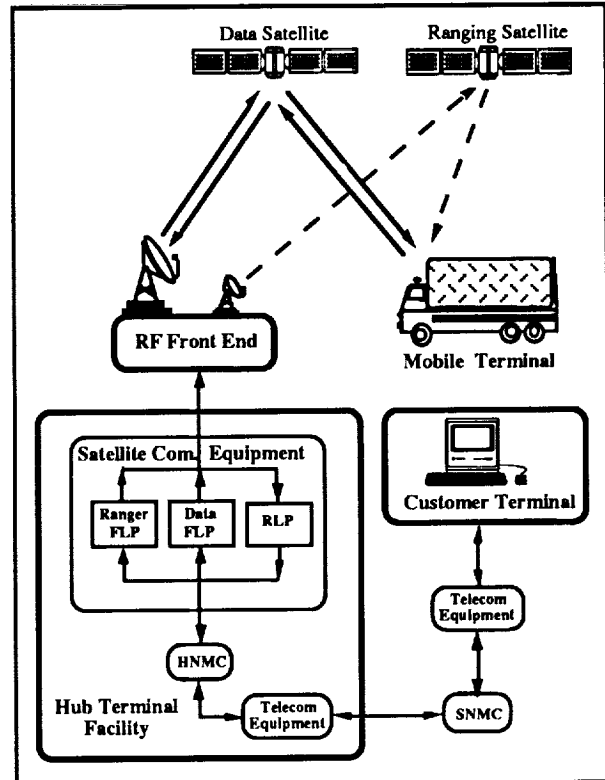 Data Satellite
Ranging Satellite
RF Front End
Mobile Terminal
Satellite Com. Equipment
Ranger
FLP
Data
FLP
RLP
Customer Terminal
Telecom
Equipment
HNMC
Hub Terminal
Facility
Telecom
Equipment
SNMC